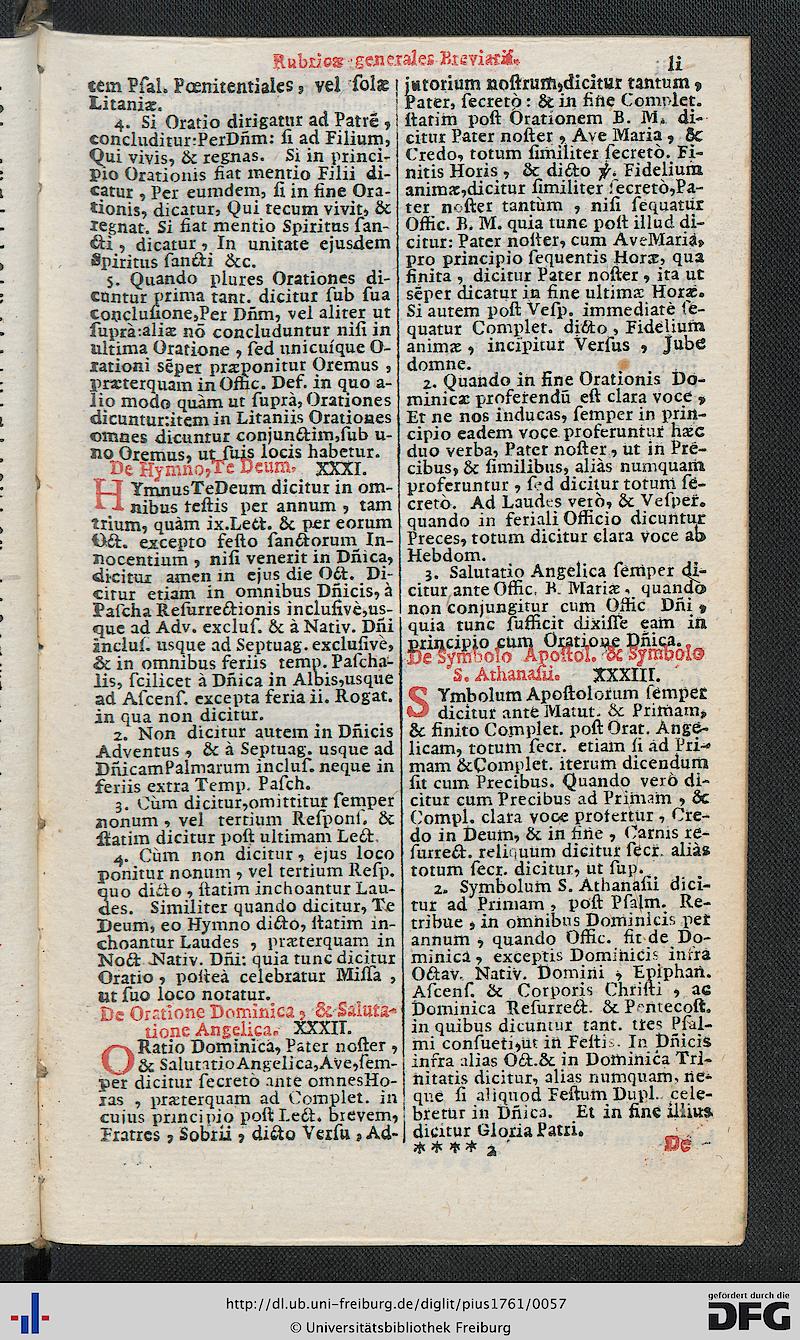 Rubricæ generales Breviarii. li
tem Pſal. Pœnitentiales, vel ſolæ
Litaniæ.
4. Si Oratio dirigatur ad Patrē,
concluditur:PerDñm: ſi ad Filium,
Qui vivis, & regnas. Si in princi-
pio Orationis fiat mentio Filii di-
catur, Per eumdem, ſi in fine Ora-
tionis, dicatur, Qui tecum vivit, &
regnat. Si fiat mentio Spiritus ſan-
cti, dicatur, In unitate ejusdem
Spiritus ſancti &c.
5. Quando plures Orationes di-
cuntur prima tant. dicitur ſub ſua
concluſione,Per Dñm, vel aliter ut
ſuprà:aliæ nō concluduntur niſi in
ultima Oratione, ſed unicuíque O-
rationi sēper præponitur Oremus,
præterquam in Offic. Def. in quo a-
lio modo quàm ut ſuprà, Orationes
dicuntur:item in Litaniis Orationes
omnes dicuntur conjunctim,ſub u-
no Oremus, ut ſuis locis habetur.
De Hymno,Te Deum. XXXI.
HYmnusTeDeum dicitur in om-
nibus feſtis per annum, tam
trium, quàm ix.Lect. & per eorum
Oct. excepto feſto ſanctorum In-
nocentium, niſi venerit in Dñica,
dicitur amen in ejus die Oct. Di-
citur etiam in omnibus Dñicis, à
Paſcha Reſurrectionis incluſivè,us-
que ad Adv. excluſ. & à Nativ. Dñi
incluſ. usque ad Septuag. excluſivè,
& in omnibus feriis temp. Paſcha-
lis, ſcilicet à Dñica in Albis,usque
ad Aſcenſ. excepta feria ii. Rogat.
in qua non dicitur.
2. Non dicitur autem in Dñicis
Adventus, & à Septuag. usque ad
DñicamPalmarum incluſ. neque in
feriis extra Temp. Paſch.
3. Cùm dicitur,omittitur ſemper
nonum, vel tertium Reſponſ. &
ſtatim dicitur poſt ultimam Lect.
4. Cùm non dicitur, ejus loco
ponitur nonum, vel tertium Reſp.
quo dicto, ſtatim inchoantur Lau-
des. Similiter quando dicitur, Te
Deum, eo Hymno dicto, ſtatim in-
choantur Laudes, præterquam in
Noct. Nativ. Dñi: quia tunc dicitur
Oratio, poſteà celebratur Miſſa,
ut ſuo loco notatur.
De Oratione Dominica, & Saluta-
tione Angelica. XXXII.
ORatio Dominica, Pater noſter,
& SalutatioAngelica,Ave,ſem-
per dicitur ſecretò ante omnesHo-
ras, præterquam ad Complet. in
cuius principio poſt Lect. brevem,
Fratres, Sobrii, dicto Verſu, Ad-
jutorium noſtrum,dicitur tantum,
Pater, ſecretò: & in fine Complet.
ſtatim poſt Orationem B. M. di-
citur Pater noſter, Ave Maria, &
Credo, totum ſimiliter ſecretò. Fi-
nitis Horis, & dicto ℣. Fidelium
animæ,dicitur ſimiliter ſecretò,Pa-
ter noſter tantùm, niſi ſequatur
Offic. B. M. quia tunc poſt illud di-
citur: Pater noſter, cum AveMaria,
pro principio ſequentis Horæ, qua
finita, dicitur Pater noſter, ita ut
sēper dicatur in fine ultimæ Horæ.
Si autem poſt Veſp. immediatè ſe-
quatur Complet. dicto, Fidelium
animæ, incipitur Verſus, Jube
domne.
2. Quando in fine Orationis Do-
minicæ proferendū eſt clara voce,
Et ne nos inducas, ſemper in prin-
cipio eadem voce proferuntur hæc
duo verba, Pater noſter, ut in Pre-
cibus, & ſimilibus, aliàs numquam
proferuntur, ſed dicitur totum ſe-
cretò. Ad Laudes verò, & Veſper.
quando in feriali Officio dicuntur
Preces, totum dicitur clara voce ab
Hebdom.
3. Salutatio Angelica ſemper di-
citur ante Offic. B. Mariæ, quando
non conjungitur cum Offic Dñi,
quia tunc ſufficit dixiſſe eam in
principio cum Oratione Dñica.
De Symbolo Apoſtol. & Symbolo
S. Athanaſii. XXXIII.
SYmbolum Apoſtolorum ſemper
dicitur ante Matut. & Primam,
& finito Complet. poſt Orat. Ange-
licam, totum ſecr. etiam ſi ad Pri-
mam &Complet. iterum dicendum
ſit cum Precibus. Quando verò di-
citur cum Precibus ad Primam, &
Compl. clara voce profertur, Cre-
do in Deum, & in fine, Carnis re-
ſurrect. reliquum dicitur ſecr. aliàs
totum ſecr. dicitur, ut ſup.
2. Symbolum S. Athanaſii dici-
tur ad Primam, poſt Pſalm. Re-
tribue, in omnibus Dominicis per
annum, quando Offic. fit de Do-
minica, exceptis Dominicis infra
Octav. Nativ. Domini, Epiphan.
Aſcenſ. & Corporis Chriſti, ac
Dominica Reſurrect. & Pentecoſt.
in quibus dicuntur tant. tres Pſal-
mi conſueti,ut in Feſtis. In Dñicis
infra alias Oct.& in Dominica Tri-
nitatis dicitur, alias numquam, ne-
que ſi aliquod Feſtum Dupl. cele-
bretur in Dñica. Et in fine illius
dicitur Gloria Patri.
**** 2 De
http://dl.ub.uni-freiburg.de/diglit/pius1761/0057
© Universitätsbibliothek Freiburg
gefördert durch die
DFG